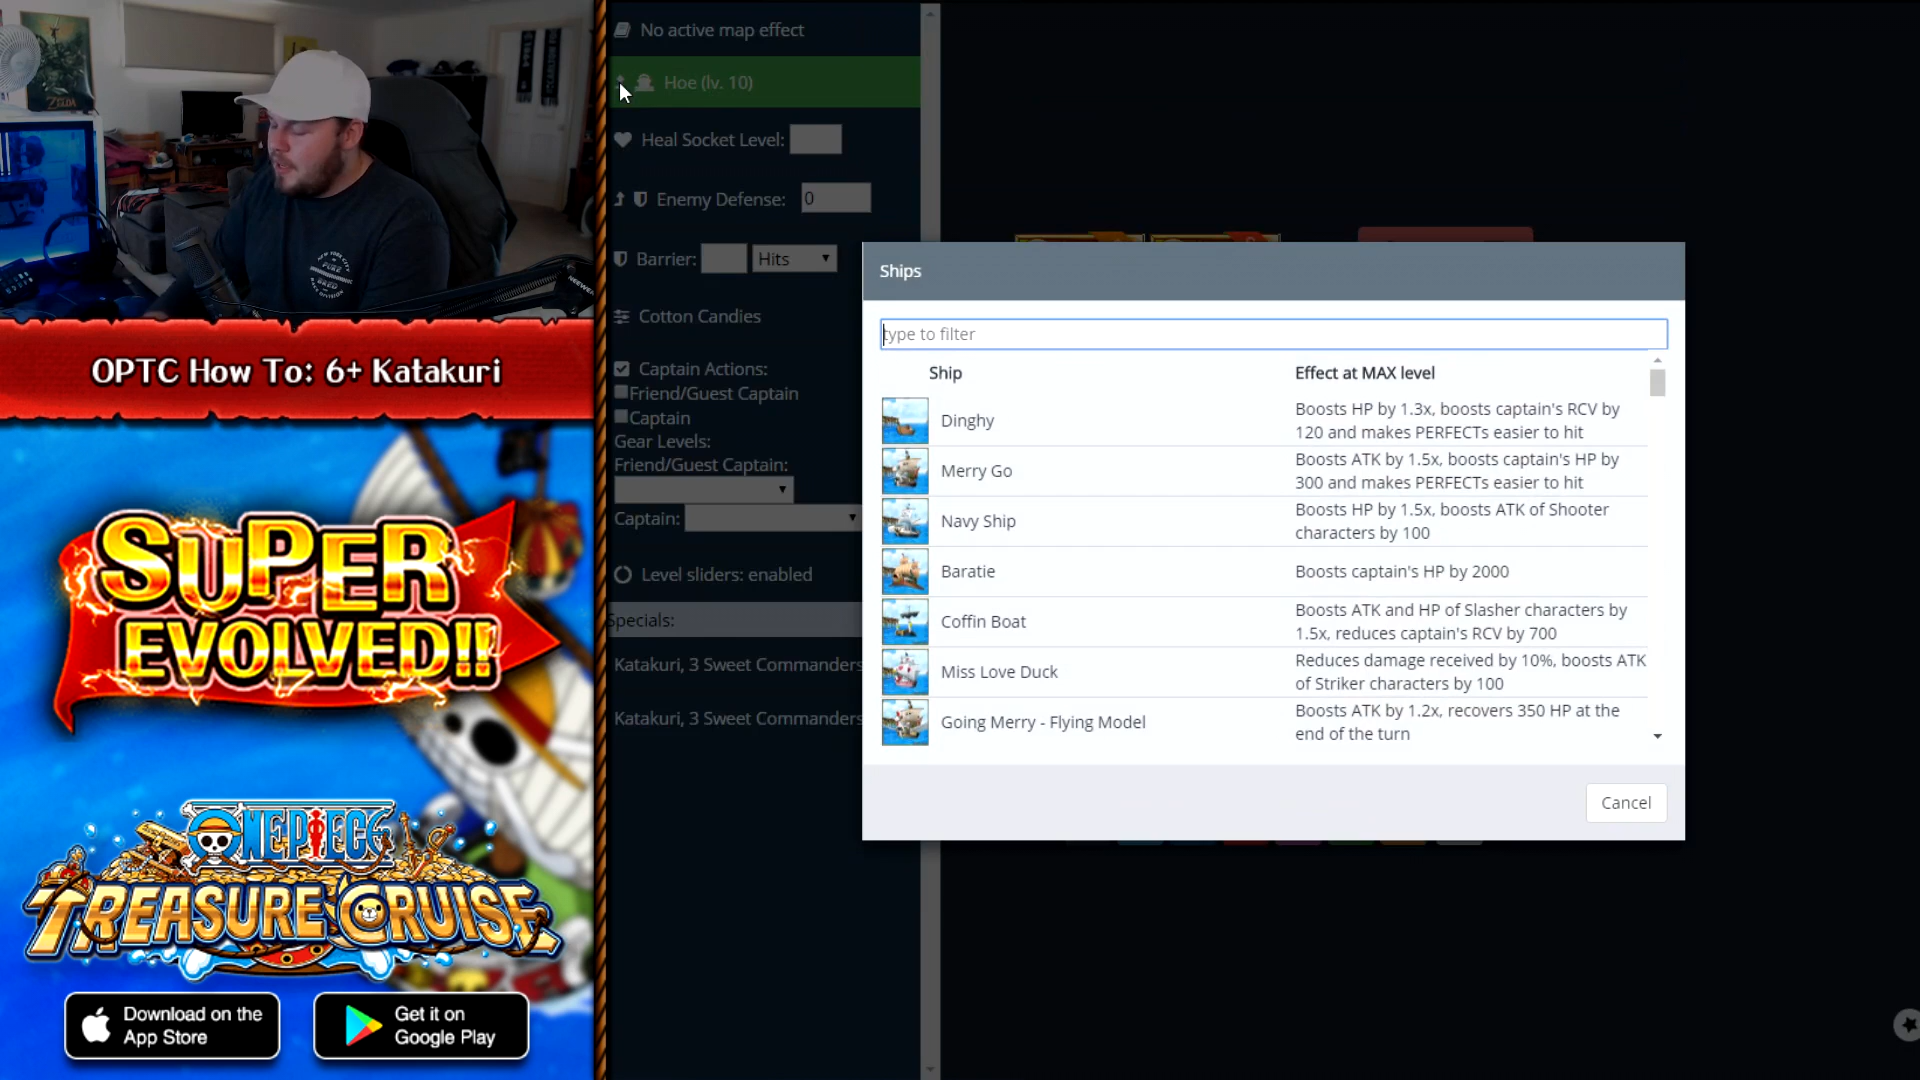 No active map effect
Hoe (lv. 10)
Heal Socket Level:
Enemy Defense: 0
Barrier: Hits
Cotton Candies
Captain Actions:
Friend/Guest Captain
Captain
Gear Levels:
Friend/Guest Captain:
Captain:
Level sliders: enabled
Specials:
Katakuri, 3 Sweet Commanders
Katakuri, 3 Sweet Commanders
Ships
type to filter
Ship Effect at MAX level
Dinghy
Boosts HP by 1.3x, boosts captain's RCV by
120 and makes PERFECTs easier to hit
Merry Go
Boosts ATK by 1.5x, boosts captain's HP by
300 and makes PERFECTs easier to hit
Navy Ship
Boosts HP by 1.5x, boosts ATK of Shooter
characters by 100
Baratie
Boosts captain's HP by 2000
Coffin Boat
Boosts ATK and HP of Slasher characters by
1.5x, reduces captain's RCV by 700
Miss Love Duck
Reduces damage received by 10%, boosts ATK
of Striker characters by 100
Going Merry - Flying Model
Boosts ATK by 1.2x, recovers 350 HP at the
end of the turn
Cancel
ZELDA
OPTC How To: 6+ Katakuri
SUPER
EVOLVED!!
ONE PIECE
TREASURE CRUISE
Download on the
App Store
Get it on
Google Play